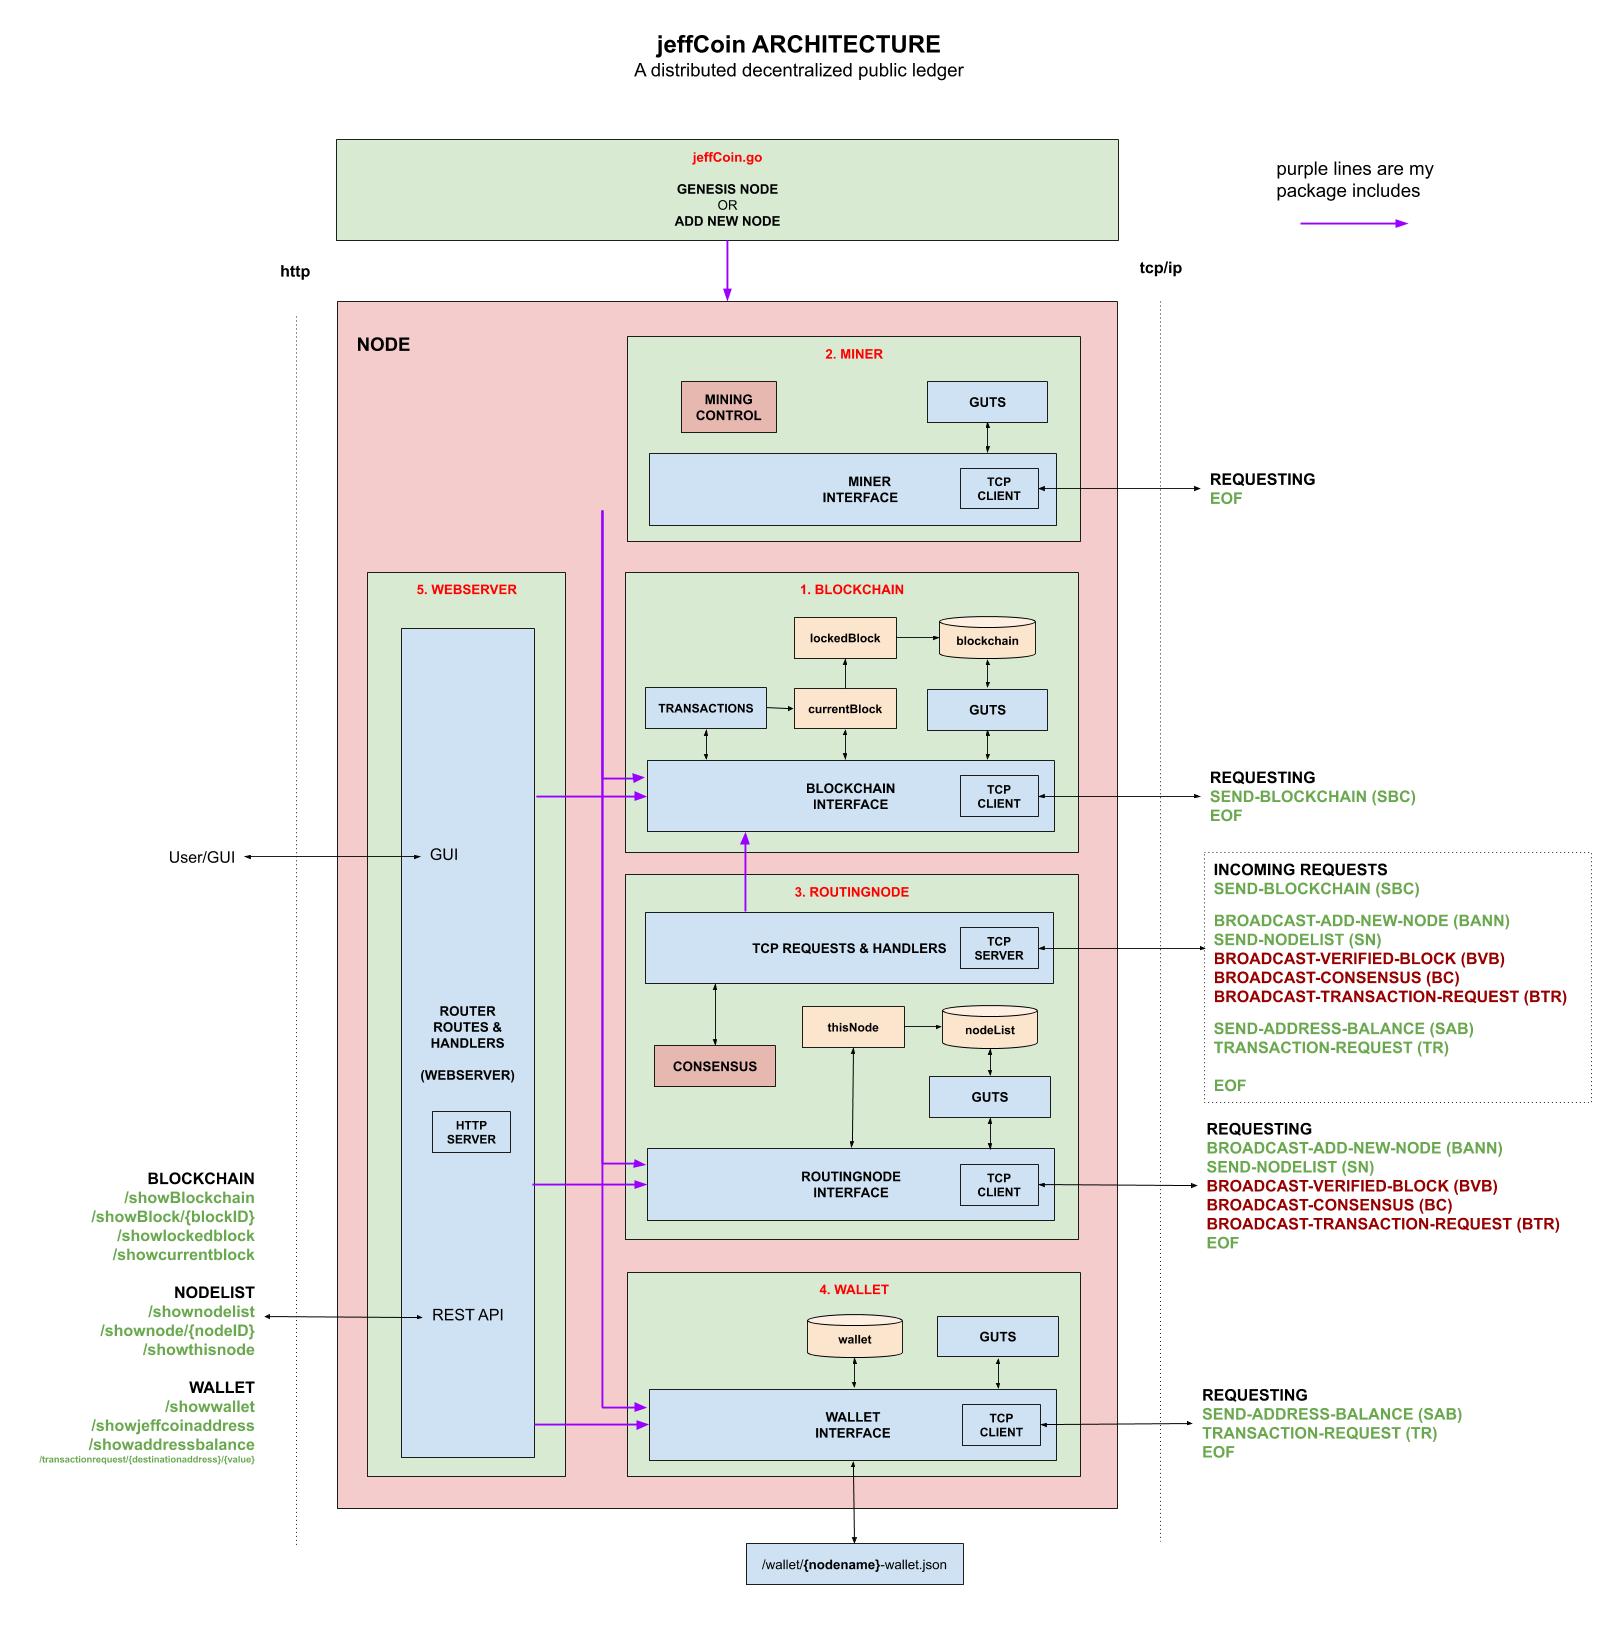 jeffCoin ARCHITECTURE
A distributed decentralized public ledger
jeffCoin.go
GENESIS NODE
OR
ADD NEW NODE
purple lines are my
package includes
http
tcp/ip
NODE
2. MINER
MINING
CONTROL
GUTS
MINER
INTERFACE
TCP
CLIENT
REQUESTING
EOF
5. WEBSERVER
GUI
ROUTER
ROUTES &
HANDLERS
(WEBSERVER)
HTTP
SERVER
REST API
User/GUI
1. BLOCKCHAIN
lockedBlock
blockchain
TRANSACTIONS
currentBlock
GUTS
BLOCKCHAIN
INTERFACE
TCP
CLIENT
REQUESTING
SEND-BLOCKCHAIN (SBC)
EOF
3. ROUTINGNODE
TCP REQUESTS & HANDLERS
TCP
SERVER
INCOMING REQUESTS
SEND-BLOCKCHAIN (SBC)
BROADCAST-ADD-NEW-NODE (BANN)
SEND-NODELIST (SN)
BROADCAST-VERIFIED-BLOCK (BVB)
BROADCAST-CONSENSUS (BC)
BROADCAST-TRANSACTION-REQUEST (BTR)
SEND-ADDRESS-BALANCE (SAB)
TRANSACTION-REQUEST (TR)
EOF
thisNode
nodeList
CONSENSUS
GUTS
ROUTINGNODE
INTERFACE
TCP
CLIENT
REQUESTING
BROADCAST-ADD-NEW-NODE (BANN)
SEND-NODELIST (SN)
BROADCAST-VERIFIED-BLOCK (BVB)
BROADCAST-CONSENSUS (BC)
BROADCAST-TRANSACTION-REQUEST (BTR)
EOF
BLOCKCHAIN
/showBlockchain
/showBlock/{blockID}
/showlockedblock
/showcurrentblock
NODELIST
/shownodelist
/shownode/{nodeID}
/showthisnode
WALLET
/showwallet
/showjeffcoinaddress
/showaddressbalance
/transactionrequest/{destinationaddress}/{value}
4. WALLET
wallet
GUTS
WALLET
INTERFACE
TCP
CLIENT
REQUESTING
SEND-ADDRESS-BALANCE (SAB)
TRANSACTION-REQUEST (TR)
EOF
/wallet/{nodename}-wallet.json